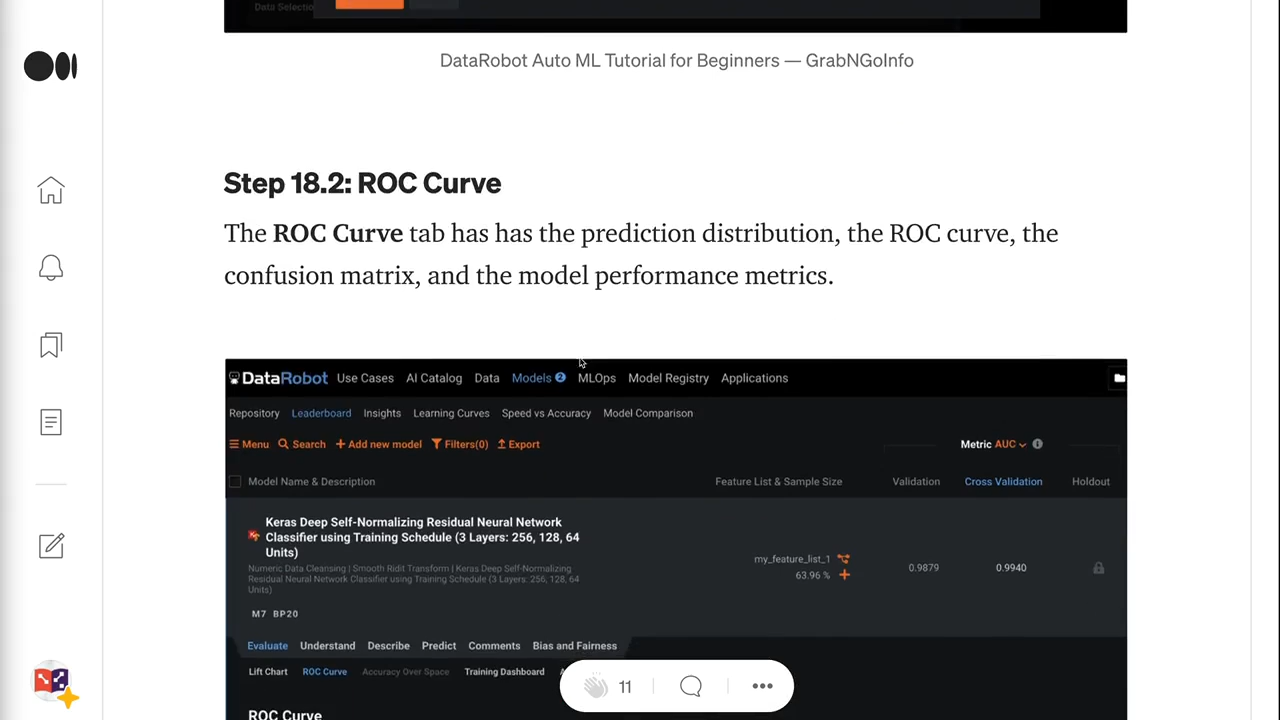 Data Selectio
DataRobot Auto ML Tutorial for Beginners — GrabNGoInfo
Step 18.2: ROC Curve
The ROC Curve tab has has the prediction distribution, the ROC curve, the
confusion matrix, and the model performance metrics.
DataRobot Use Cases AI Catalog Data Models 2 MLOps Model Registry Applications
Repository Leaderboard Insights Learning Curves Speed vs Accuracy Model Comparison
Menu Search + Add new model Filters(0) Export Metric AUC
Model Name & Description Feature List & Sample Size Validation Cross Validation Holdout
Keras Deep Self-Normalizing Residual Neural Network
Classifier using Training Schedule (3 Layers: 256, 128, 64
Units)
my_feature_list_1
63.96 % +
0.9879 0.9940
Numeric Data Cleansing | Smooth Ridit Transform | Keras Deep Self-Normalizing
Residual Neural Network Classifier using Training Schedule (3 Layers: 256, 128, 64
Units)
M7 BP20
Evaluate Understand Describe Predict Comments Bias and Fairness
Lift Chart ROC Curve Accuracy Over Space Training Dashboard
11
ROC Curve